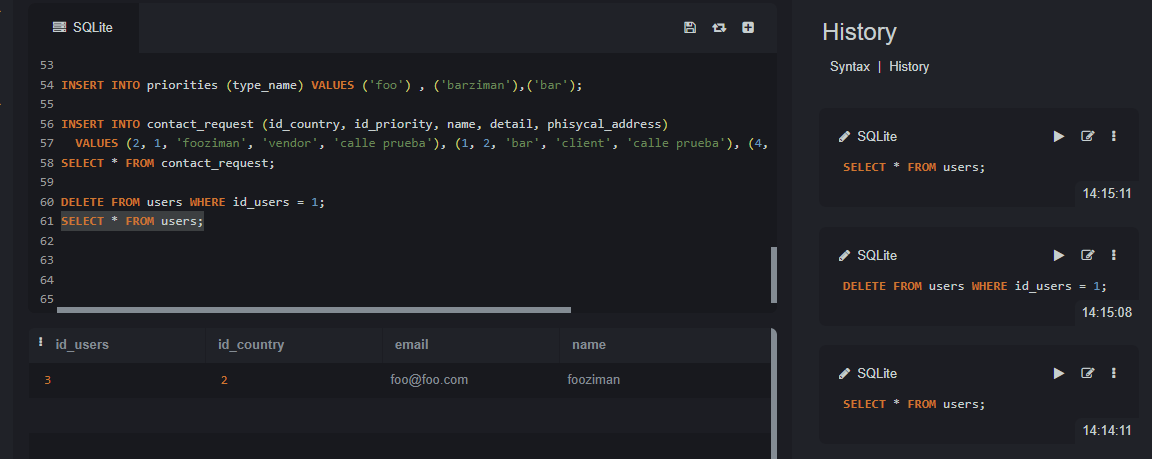 SQLite
53
54 INSERT INTO priorities (type_name) VALUES ('foo') , ('barziman'),('bar');
55
56 INSERT INTO contact_request (id_country, id_priority, name, detail, phisycal_address)
57 VALUES (2, 1, 'fooziman', 'vendor', 'calle prueba'), (1, 2, 'bar', 'client', 'calle prueba'), (4,
58 SELECT * FROM contact_request;
59
60 DELETE FROM users WHERE id_users = 1;
61 SELECT * FROM users;
62
63
64
65
id_users id_country email name
3 2 foo@foo.com fooziman
History
Syntax | History
SQLite
SELECT * FROM users;
14:15:11
SQLite
DELETE FROM users WHERE id_users = 1;
14:15:08
SQLite
SELECT * FROM users;
14:14:11